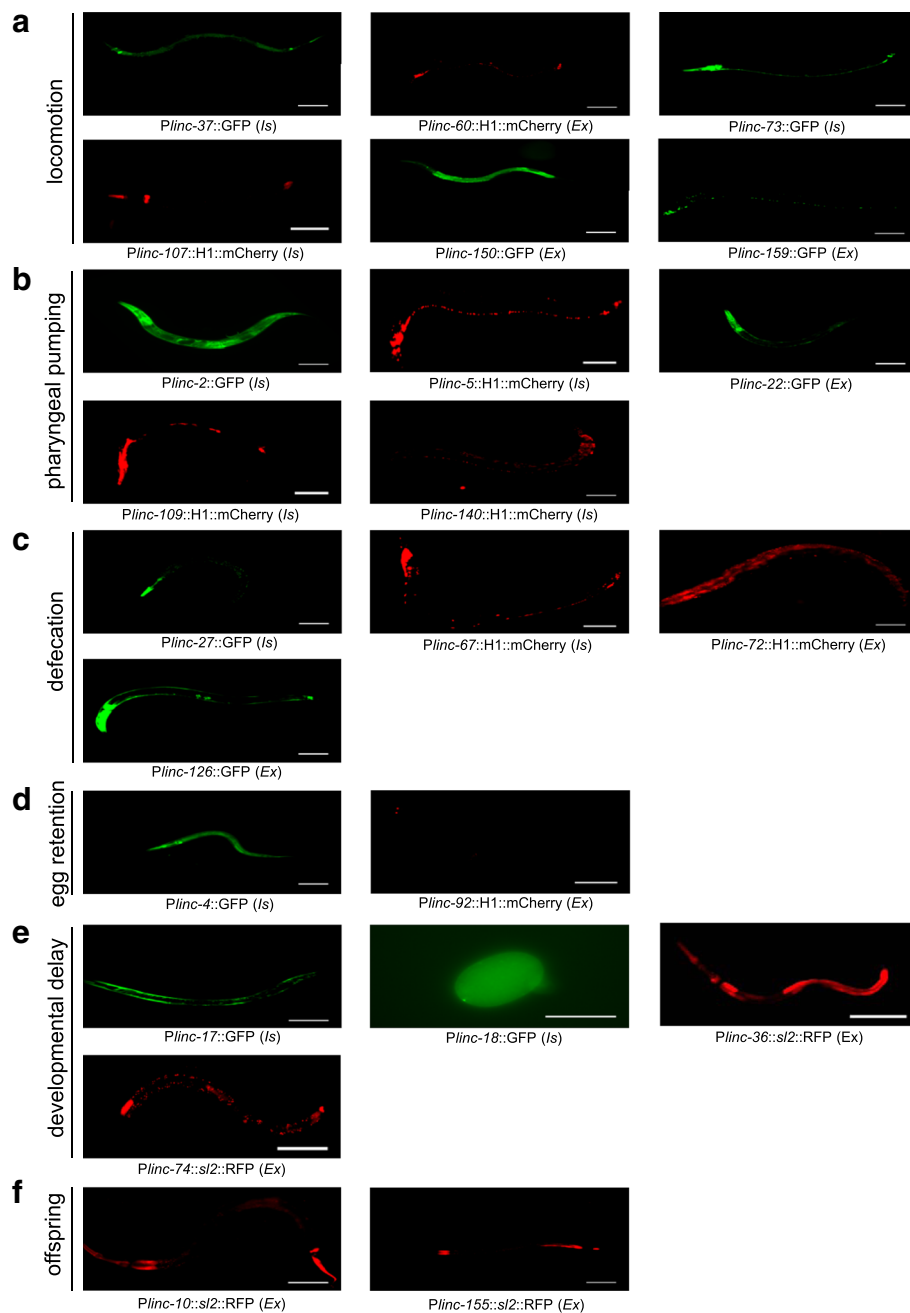 a
locomotion
Plinc-37::GFP (Is)
Plinc-60::H1::mCherry (Ex)
Plinc-73::GFP (Is)
Plinc-107::H1::mCherry (Is)
Plinc-150::GFP (Ex)
Plinc-159::GFP (Ex)
b
pharyngeal pumping
Plinc-2::GFP (Is)
Plinc-5::H1::mCherry (Is)
Plinc-22::GFP (Ex)
Plinc-109::H1::mCherry (Is)
Plinc-140::H1::mCherry (Is)
c
defecation
Plinc-27::GFP (Is)
Plinc-67::H1::mCherry (Is)
Plinc-72::H1::mCherry (Ex)
Plinc-126::GFP (Ex)
d
egg retention
Plinc-4::GFP (Is)
Plinc-92::H1::mCherry (Ex)
e
developmental delay
Plinc-17::GFP (Is)
Plinc-18::GFP (Is)
Plinc-36::sl2::RFP (Ex)
Plinc-74::sl2::RFP (Ex)
f
offspring
Plinc-10::sl2::RFP (Ex)
Plinc-155::sl2::RFP (Ex)